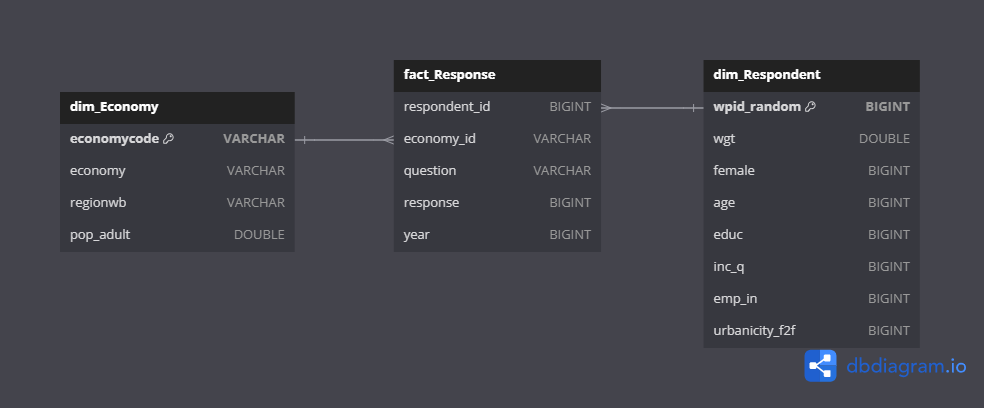 dim_Economy
economycode VARCHAR
economy VARCHAR
regionwb VARCHAR
pop_adult DOUBLE
fact_Response
respondent_id BIGINT
economy_id VARCHAR
question VARCHAR
response BIGINT
year BIGINT
dim_Respondent
wpid_random BIGINT
wgt DOUBLE
female BIGINT
age BIGINT
educ BIGINT
inc_q BIGINT
emp_in BIGINT
urbanicity_f2f BIGINT
dbdiagram.io